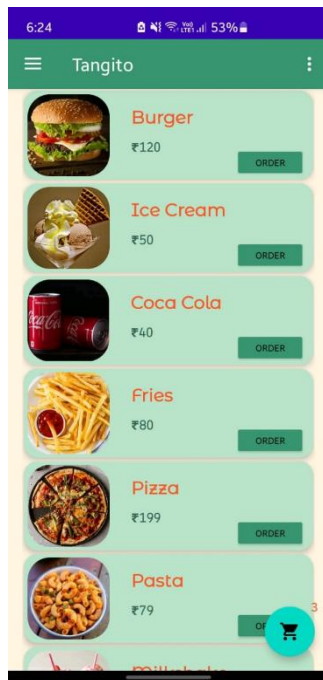 6:24
53%
Tangito
Burger
₹120
ORDER
Ice Cream
₹50
ORDER
Coca Cola
₹40
ORDER
Fries
₹80
ORDER
Pizza
₹199
ORDER
Pasta
₹79
3